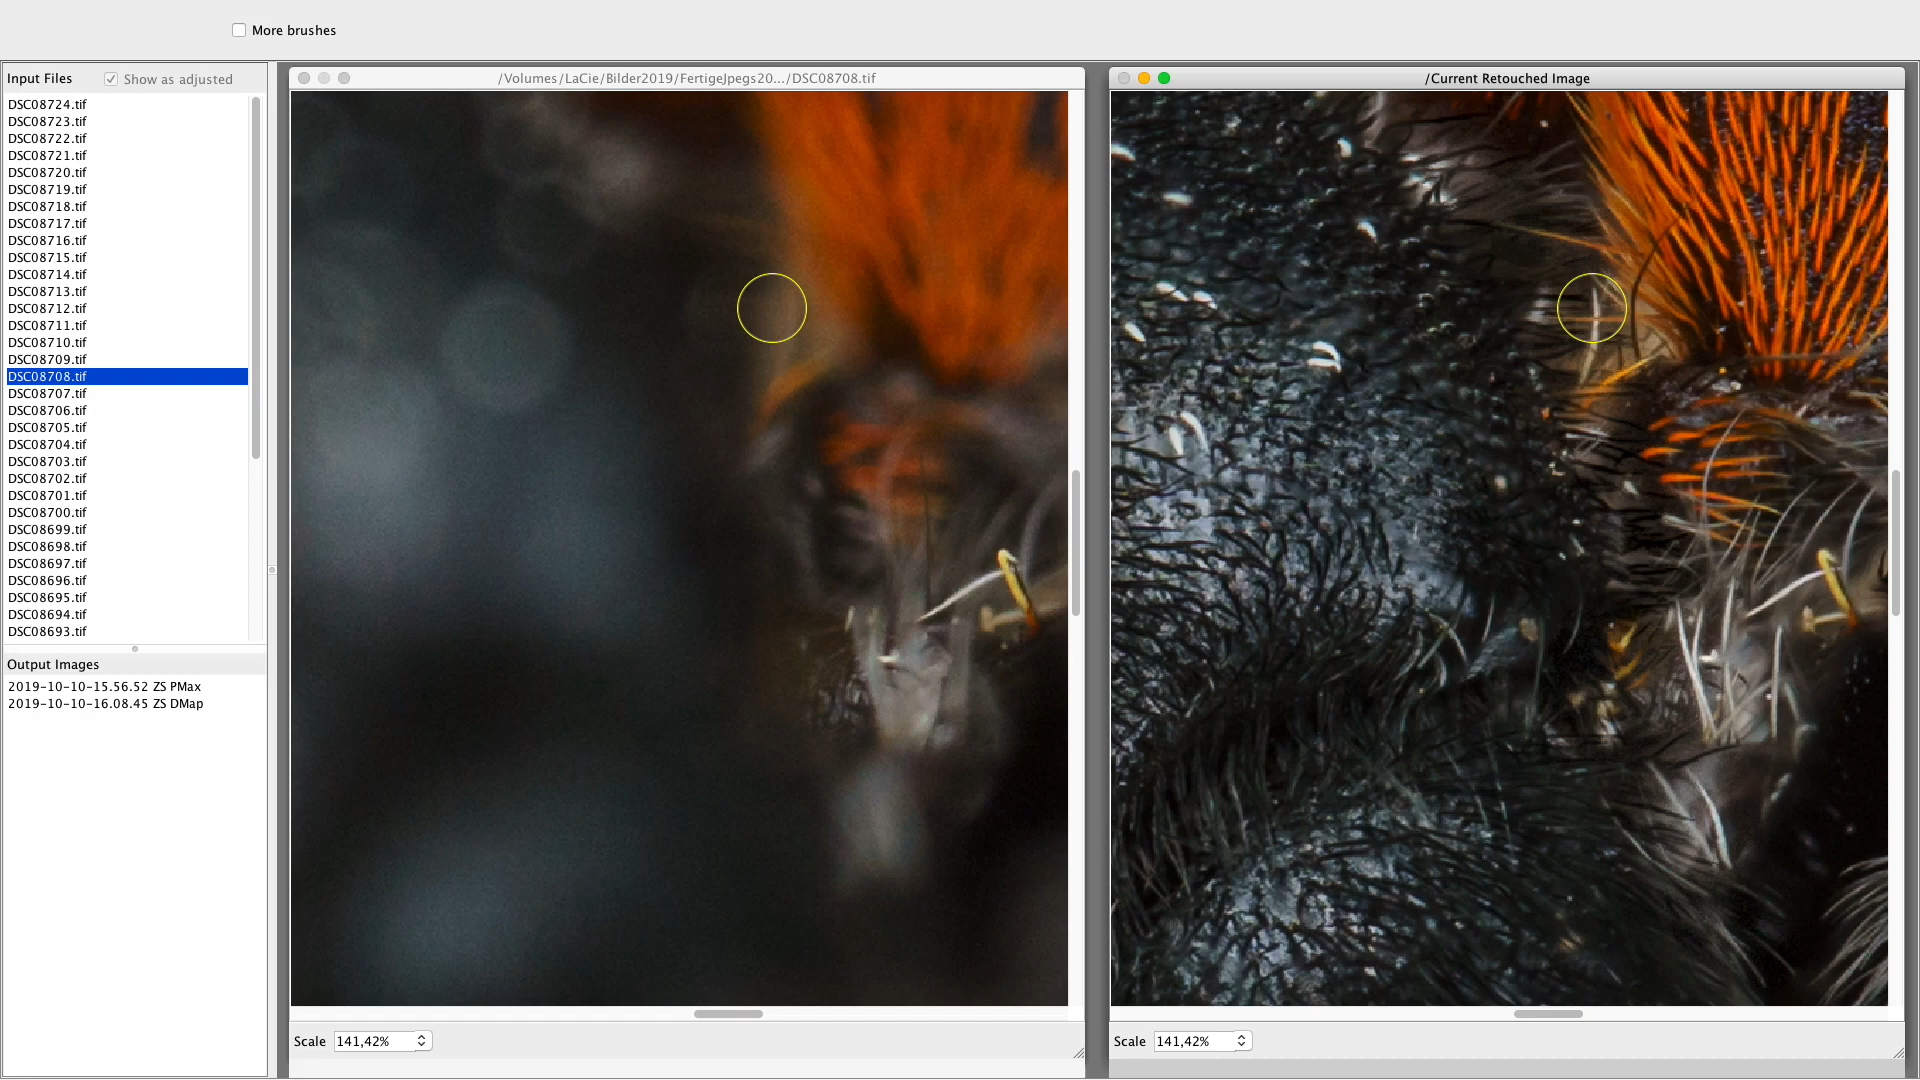 More brushes
Input Files
Show as adjusted
DSC08724.tif
DSC08723.tif
DSC08722.tif
DSC08721.tif
DSC08720.tif
DSC08719.tif
DSC08718.tif
DSC08717.tif
DSC08716.tif
DSC08715.tif
DSC08714.tif
DSC08713.tif
DSC08712.tif
DSC08711.tif
DSC08710.tif
DSC08709.tif
DSC08708.tif
DSC08707.tif
DSC08706.tif
DSC08705.tif
DSC08704.tif
DSC08703.tif
DSC08702.tif
DSC08701.tif
DSC08700.tif
DSC08699.tif
DSC08698.tif
DSC08697.tif
DSC08696.tif
DSC08695.tif
DSC08694.tif
DSC08693.tif
Output Images
2019-10-10-15.56.52 ZS PMax
2019-10-10-16.08.45 ZS DMap
/Volumes/LaCie/Bilder2019/FertigeJpegs20.../DSC08708.tif
Scale 141,42%
/Current Retouched Image
Scale 141,42%